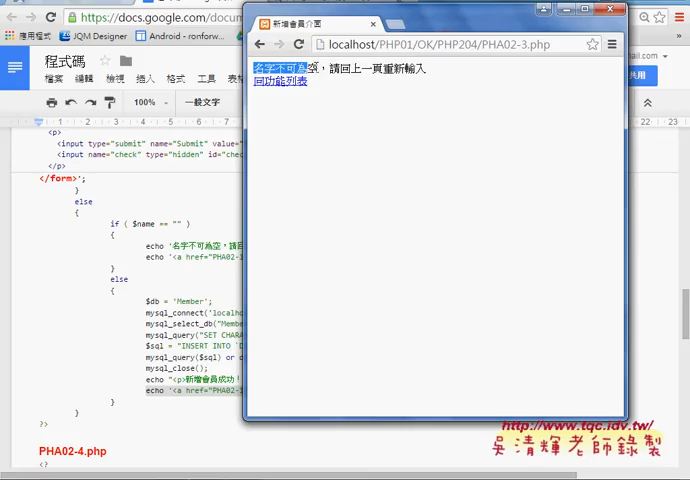 https://docs.google.com/docum
應用程式
JQM Designer
Android - ronforw
程式碼
檔案 編輯 檢視 插入 格式 工具 表格
100%
一般文字
新增會員介面
localhost/PHP01/OK/PHP204/PHA02-3.php
名字不可為空，請回上一頁重新輸入
回功能列表
mail.com
共用
22 23
<p>
<input type="submit" name="Submit" value="
<input name="check" type="hidden" id="chec
</p>
</form>';
}
else
{
if ( $name == "" )
{
echo '名字不可為空，請回
echo '<a href="PHA02-1
}
else
{
$db = 'Member';
mysql_connect('localho
mysql_select_db("Membe
mysql_query("SET CHARA
$sql = "INSERT INTO `D
mysql_query($sql) or d
mysql_close();
echo "<p>新增會員成功！
echo '<a href="PHA02-1
}
}
?>
PHA02-4.php
<?
http://www.tqc.idv.tw/
吳清輝老師錄製